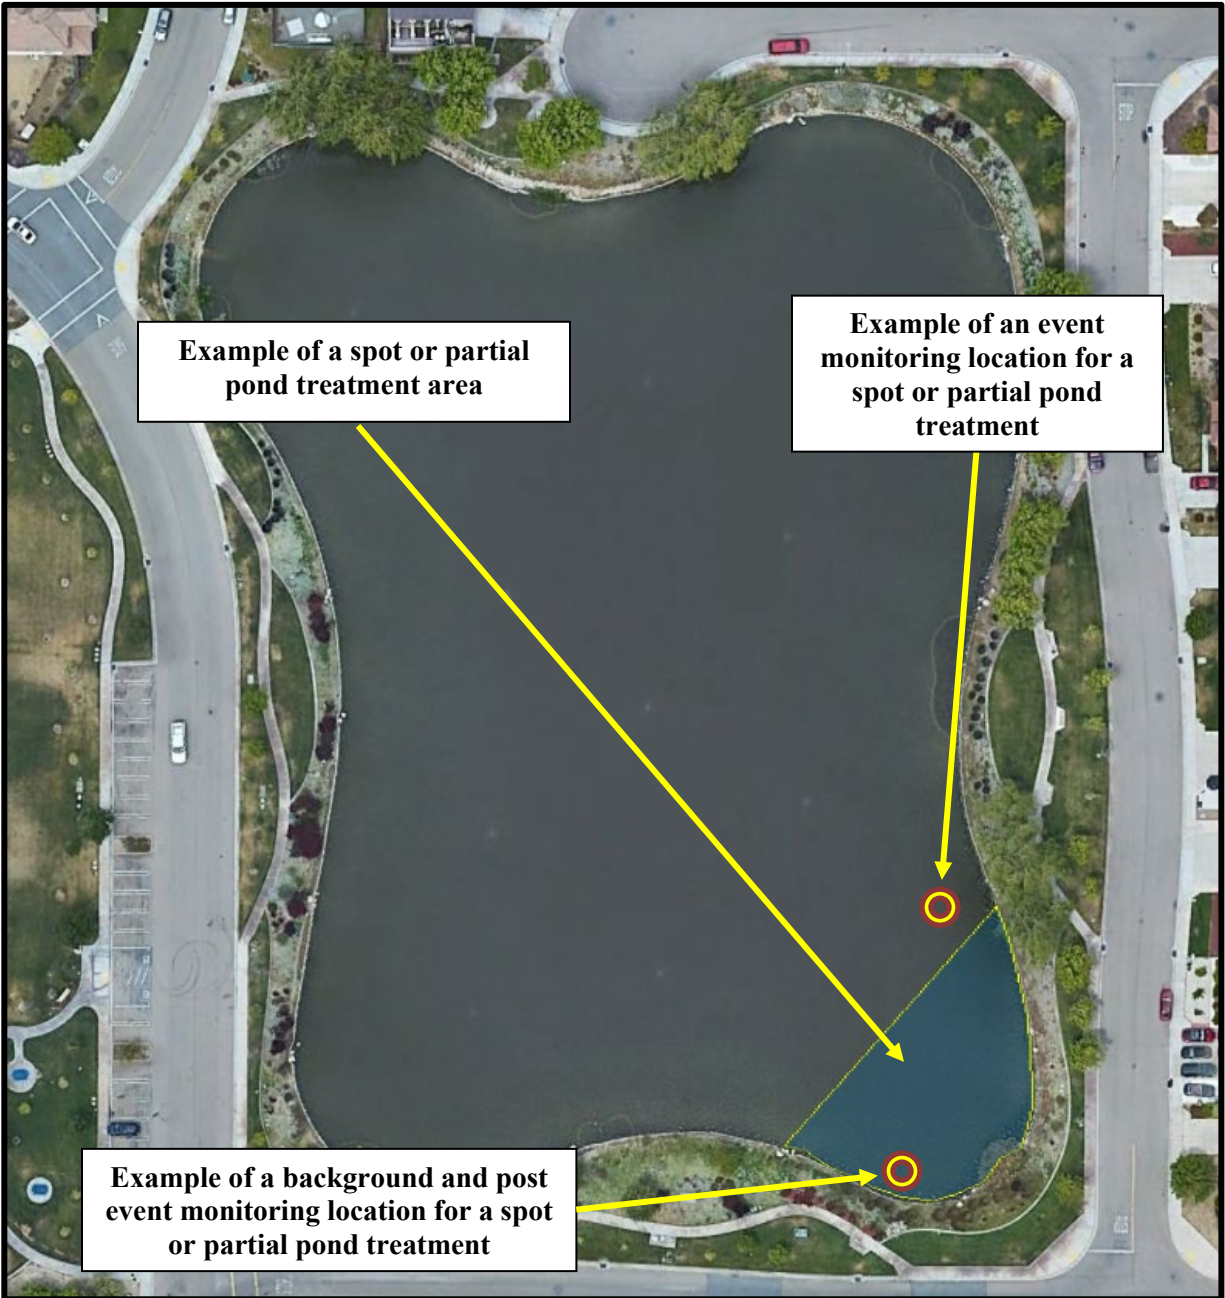 Example of a spot or partial
pond treatment area
Example of an event
monitoring location for a
spot or partial pond
treatment
STOP
Example of a background and post
event monitoring location for a spot
or partial pond treatment